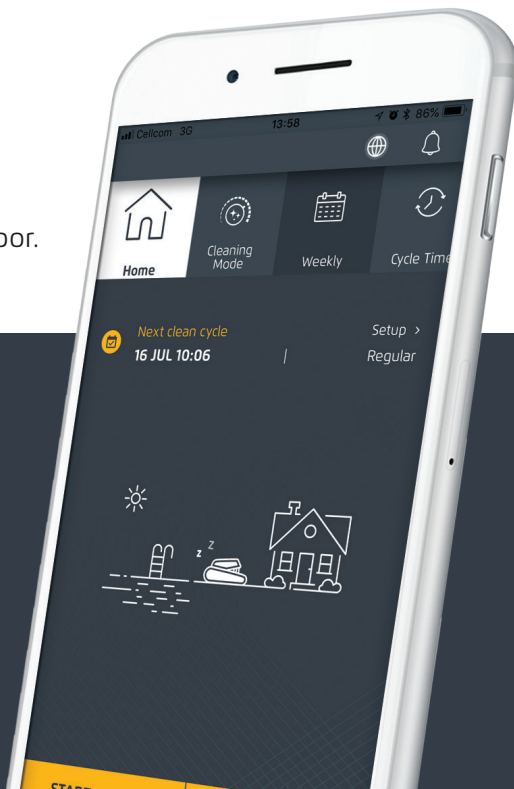 oor.
Cellcom 3G 13:58 86%
Home
Cleaning
Mode
Weekly
Cycle Time
Next clean cycle
16 JUL 10:06
Setup >
|
Regular
z z
START